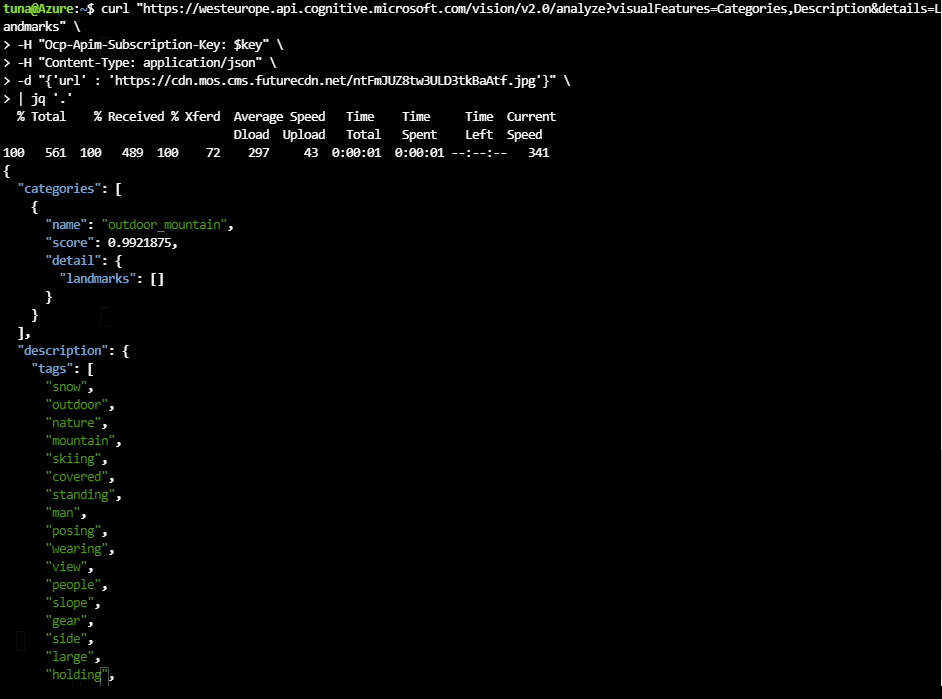 tuna@Azure:~$ curl "https://westeurope.api.cognitive.microsoft.com/vision/v2.0/analyze?visualFeatures=Categories,Description&details=L
andmarks" \
> -H "Ocp-Apim-Subscription-Key: $key" \
> -H "Content-Type: application/json" \
> -d "{'url' : 'https://cdn.mos.cms.futurecdn.net/ntFmJUZ8tw3ULD3tkBaAtf.jpg'}" \
> | jq '.'
  % Total    % Received % Xferd  Average Speed   Time    Time     Time  Current
                                 Dload  Upload   Total   Spent    Left  Speed
100   561  100   489  100    72    297     43  0:00:01  0:00:01 --:--:--   341
{
  "categories": [
    {
      "name": "outdoor_mountain",
      "score": 0.9921875,
      "detail": {
        "landmarks": []
      }
    }
  ],
  "description": {
    "tags": [
      "snow",
      "outdoor",
      "nature",
      "mountain",
      "skiing",
      "covered",
      "standing",
      "man",
      "posing",
      "wearing",
      "view",
      "people",
      "slope",
      "gear",
      "side",
      "large",
      "holding",